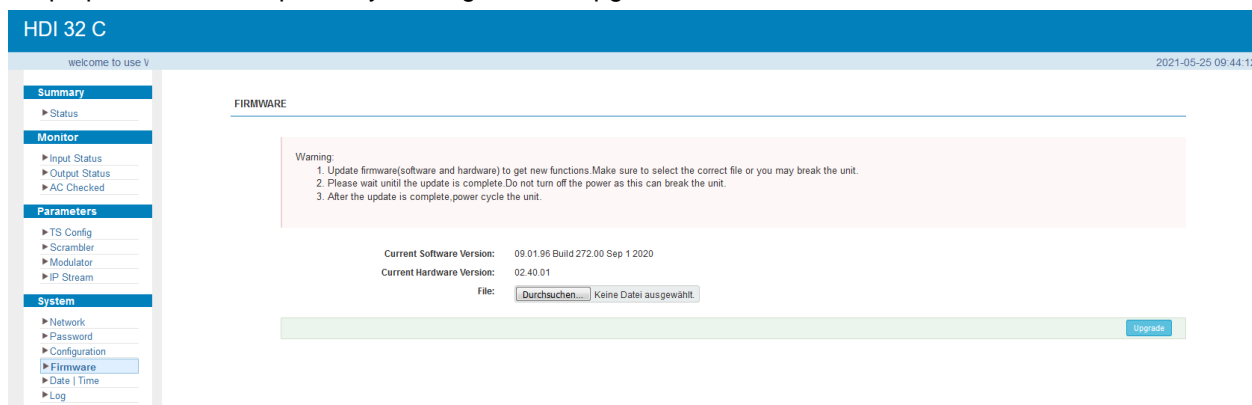 HDI 32 C
welcome to use
2021-05-25 09:44:12
Summary
Status
Monitor
Input Status
Output Status
AC Checked
Parameters
TS Config
Scrambler
Modulator
IP Stream
System
Network
Password
Configuration
Firmware
Date | Time
Log
FIRMWARE
Warning:
1. Update firmware(software and hardware) to get new functions.Make sure to select the correct file or you may break the unit.
2. Please wait unitil the update is complete.Do not turn off the power as this can break the unit.
3. After the update is complete,power cycle the unit.
Current Software Version: 09.01.96 Build 272.00 Sep 1 2020
Current Hardware Version: 02.40.01
File: Durchsuchen... Keine Datei ausgewählt.
Upgrade